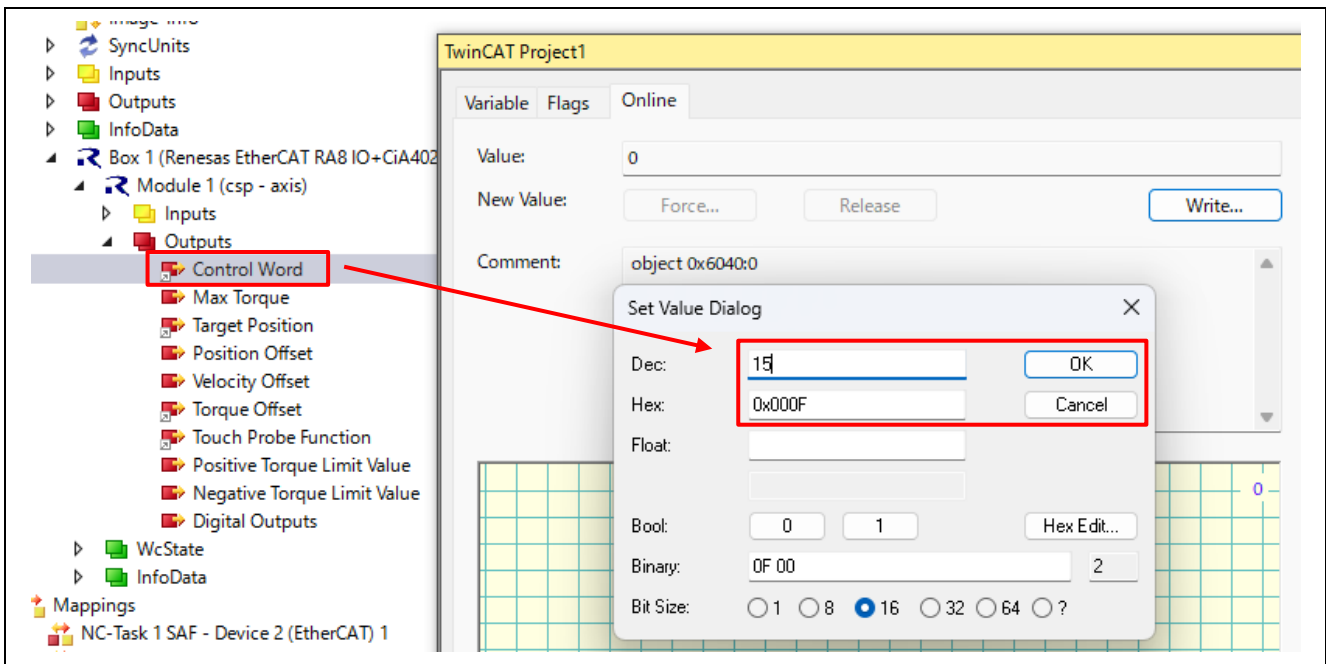 Image Info
SyncUnits
Inputs
Outputs
InfoData
Box 1 (Renesas EtherCAT RA8 IO+CiA402
Module 1 (csp - axis)
Inputs
Outputs
Control Word
Max Torque
Target Position
Position Offset
Velocity Offset
Torque Offset
Touch Probe Function
Positive Torque Limit Value
Negative Torque Limit Value
Digital Outputs
WcState
InfoData
Mappings
NC-Task 1 SAF - Device 2 (EtherCAT) 1
TwinCAT Project1
Variable Flags Online
Value: 0
New Value: Force... Release Write...
Comment: object 0x6040:0
Set Value Dialog
Dec: 15 OK
Hex: 0x000F Cancel
Float:
Bool: 0 1 Hex Edit...
Binary: 0F 00 2
Bit Size: 1 8 16 32 64 ?
0